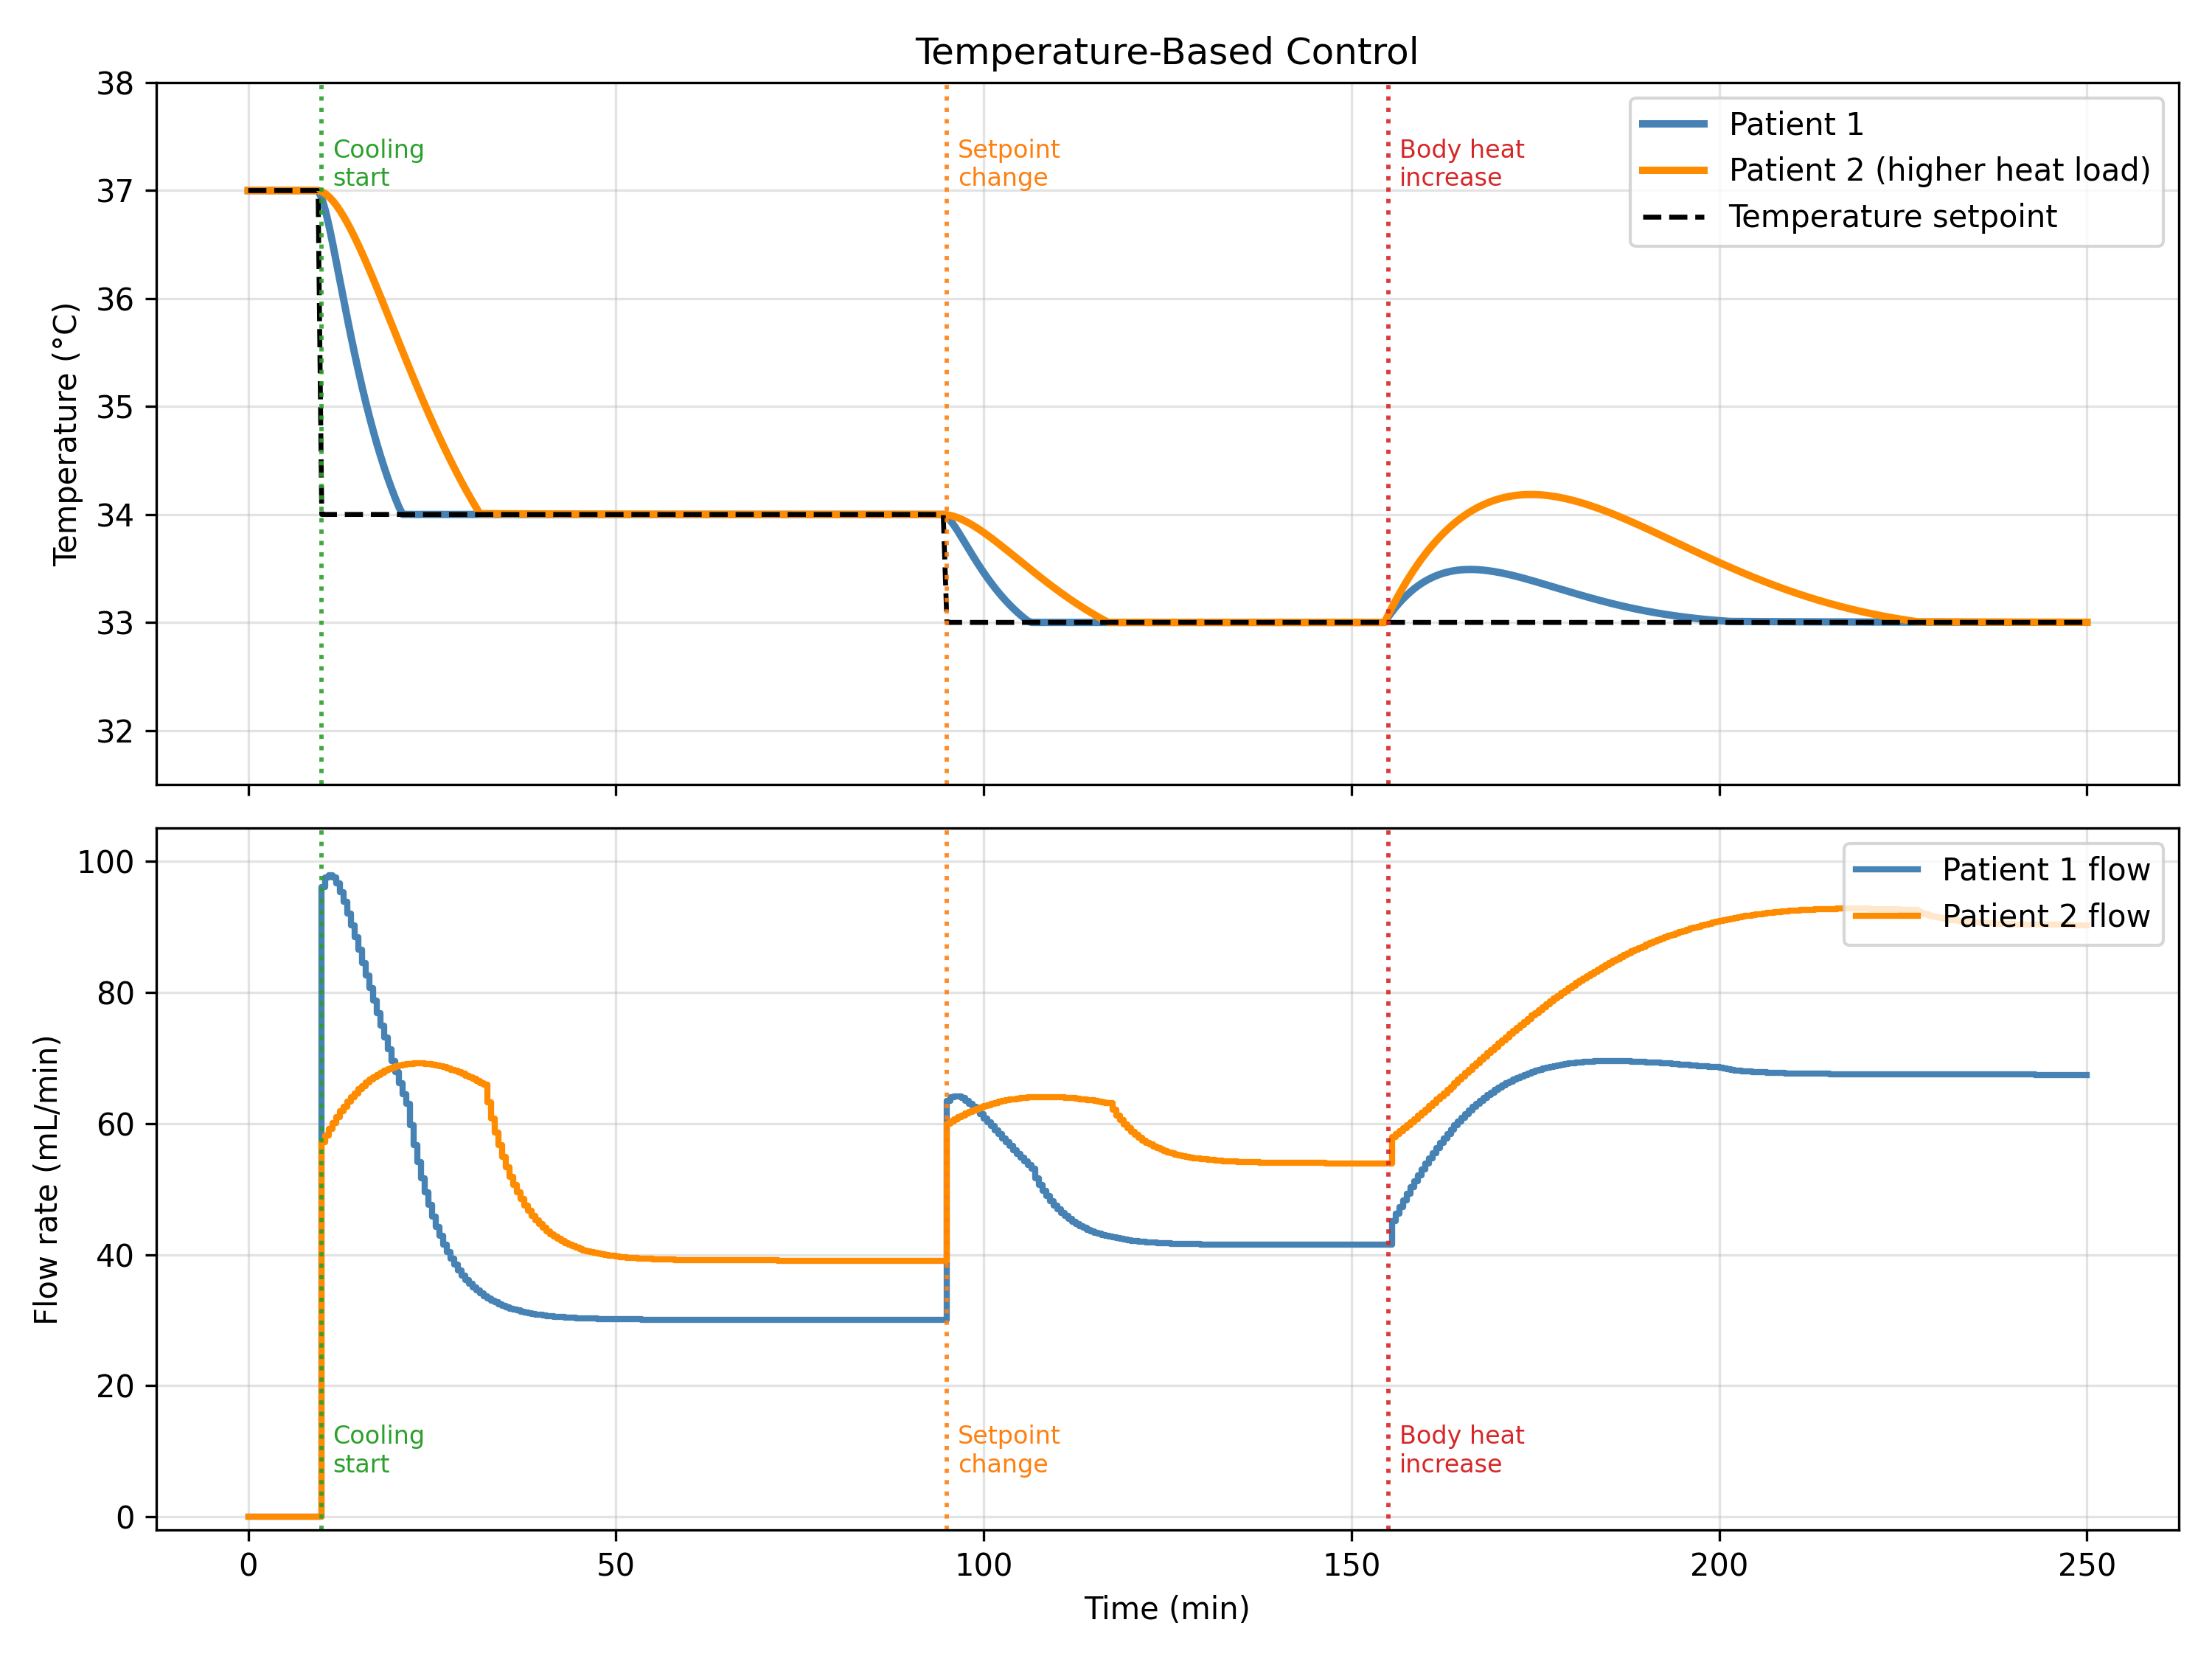 Temperature-Based Control
38
37
36
35
34
33
32
Temperature (°C)
Cooling
start
Setpoint
change
Body heat
increase
Patient 1
Patient 2 (higher heat load)
Temperature setpoint
100
80
60
40
20
0
Flow rate (mL/min)
Patient 1 flow
Patient 2 flow
Cooling
start
Setpoint
change
Body heat
increase
0
50
100
150
200
250
Time (min)